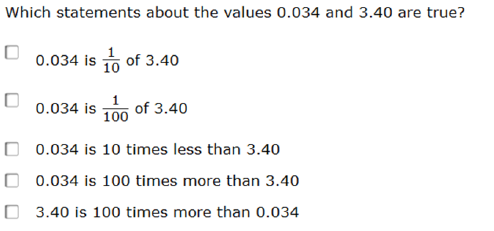 Which statements about the values 0.034 and 3.40 are true?
0.034 is 1/10 of 3.40
0.034 is 1/100 of 3.40
0.034 is 10 times less than 3.40
0.034 is 100 times more than 3.40
3.40 is 100 times more than 0.034